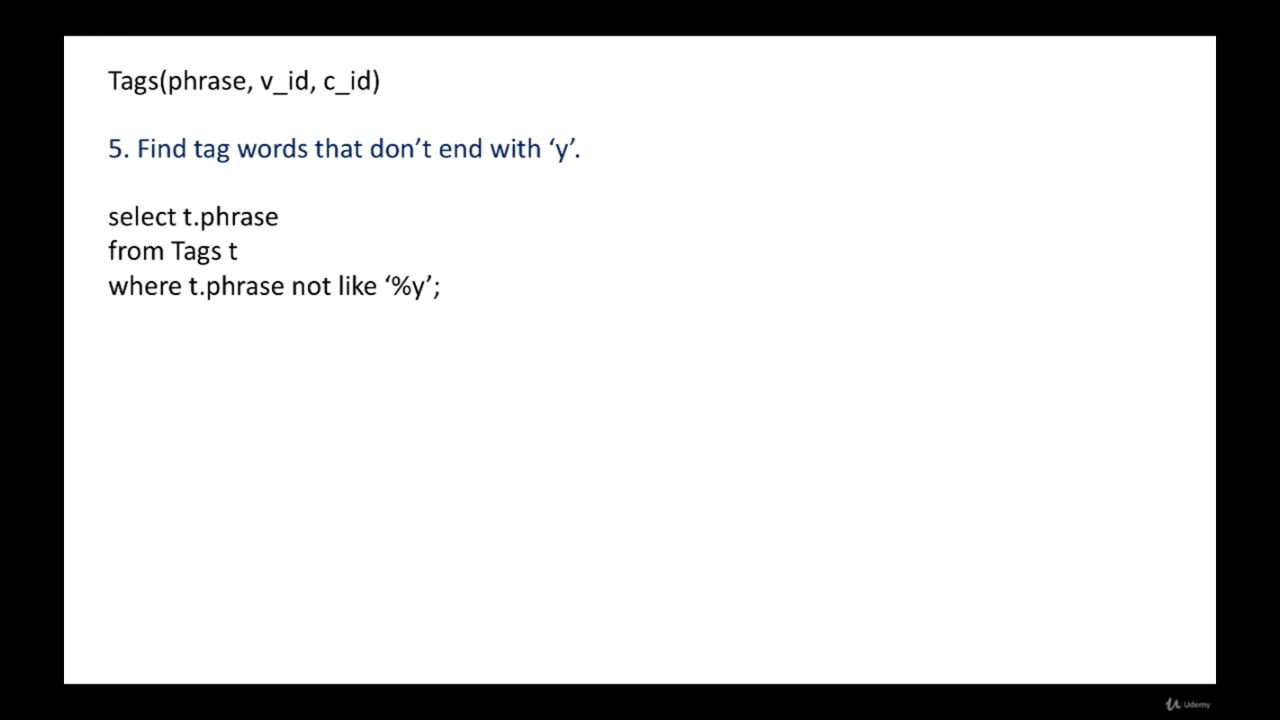 Tags(phrase, v_id, c_id)
5. Find tag words that don’t end with ‘y’.
select t.phrase
from Tags t
where t.phrase not like ‘%y’;
Udemy